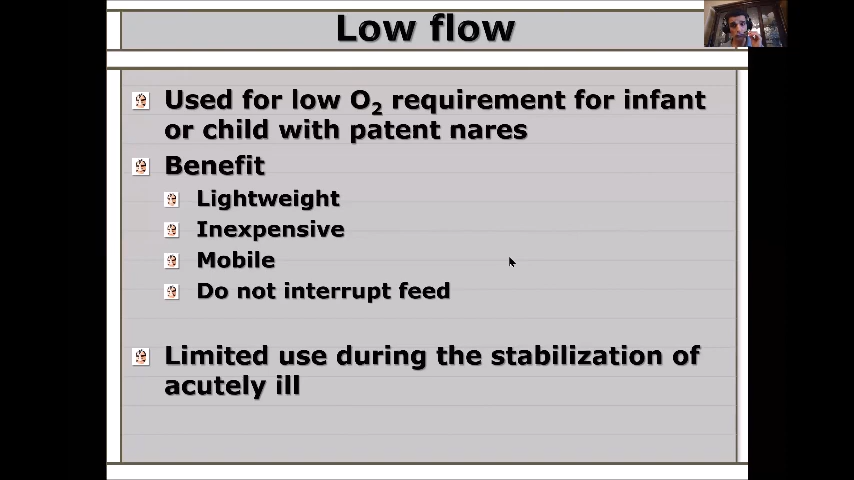 Low flow
Used for low O2 requirement for infant
or child with patent nares
Benefit
Lightweight
Inexpensive
Mobile
Do not interrupt feed
Limited use during the stabilization of
acutely ill